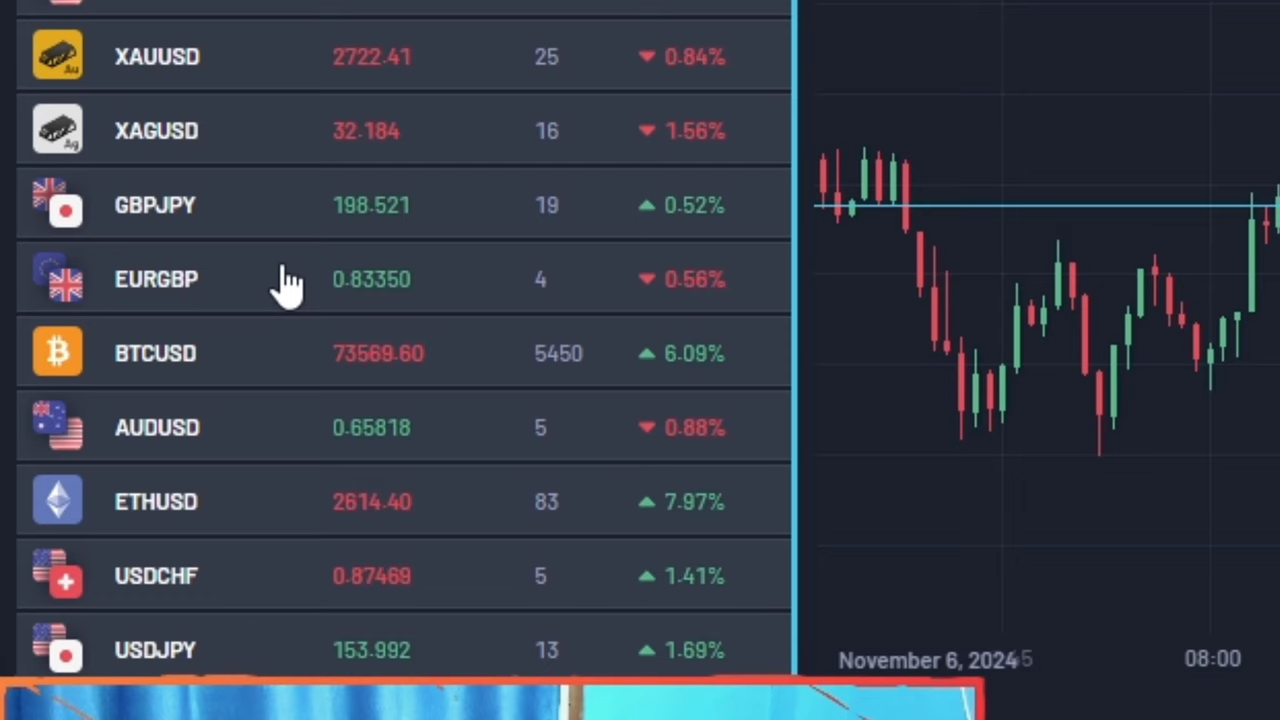 XAUUSD 2722.41 25 0.84%
Au
XAGUSD 32.184 16 1.56%
Ag
GBPJPY 198.521 19 0.52%
EURGBP 0.83350 4 0.56%
BTCUSD 73569.60 5450 6.09%
AUDUSD 0.65818 5 0.88%
ETHUSD 2614.40 83 7.97%
USDCHF 0.87469 5 1.41%
USDJPY 153.992 13 1.69%
November 6, 2024 08:00